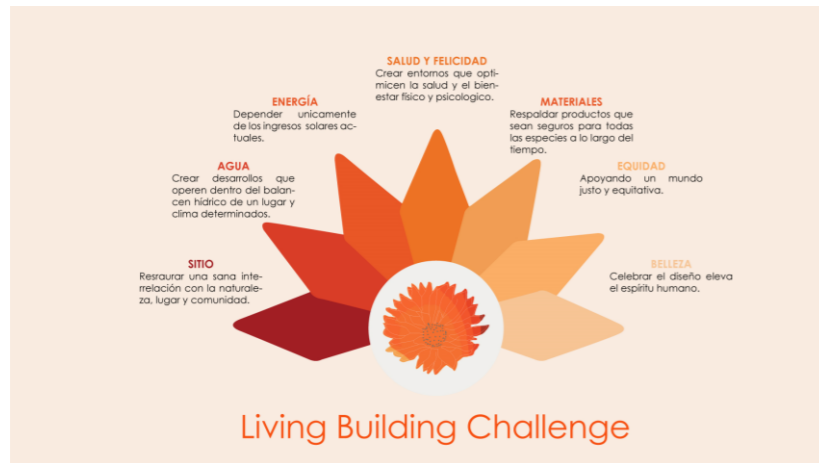 SALUD Y FELICIDAD
Crear entornos que opti-
micen la salud y el bien-
estar físico y psicologico.
ENERGÍA
Depender unicamente
de los ingresos solares ac-
tuales.
MATERIALES
Respaldar productos que
sean seguros para todas
las especies a lo largo del
tiempo.
AGUA
Crear desarrollos que
operen dentro del balan-
cen hídrico de un lugar y
clima determinados.
EQUIDAD
Apoyando un mundo
justo y equitativa.
SITIO
Resraurar una sana inte-
rrelación con la naturale-
za, lugar y comunidad.
BELLEZA
Celebrar el diseño eleva
el espíritu humano.
Living Building Challenge